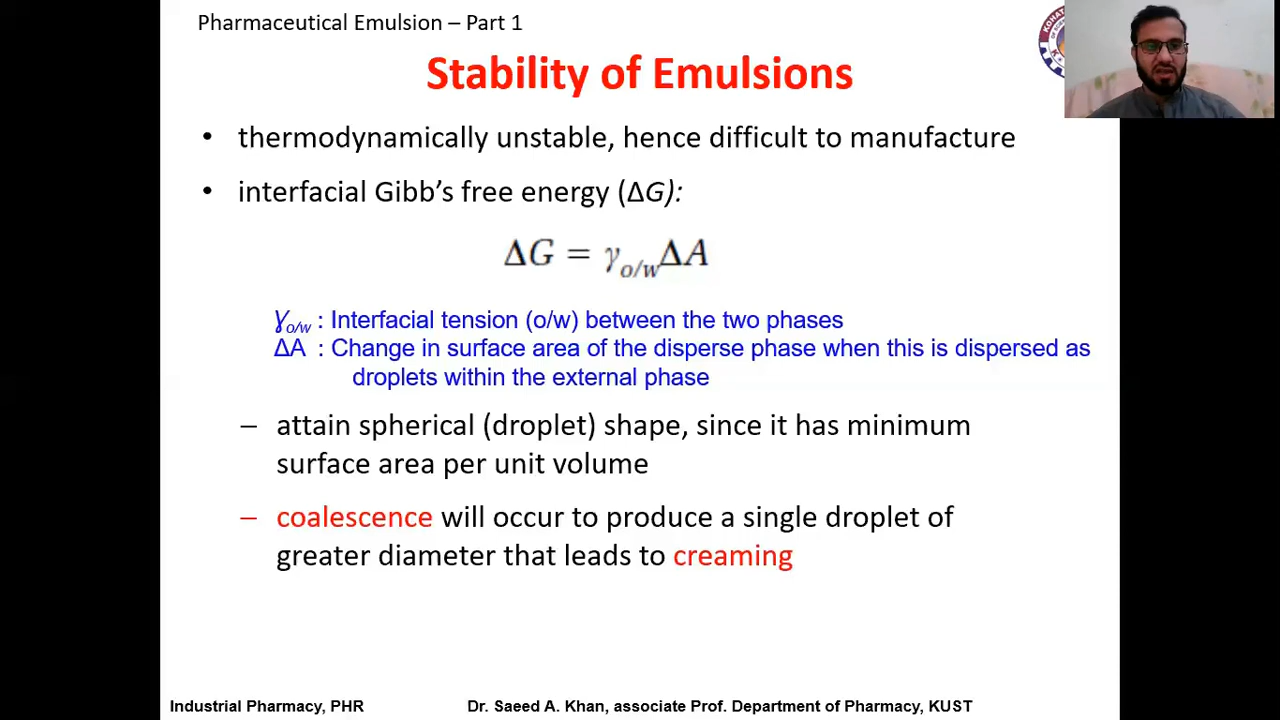 Pharmaceutical Emulsion – Part 1
Stability of Emulsions
• thermodynamically unstable, hence difficult to manufacture
• interfacial Gibb’s free energy (ΔG):
ΔG = γo/wΔA
γo/w : Interfacial tension (o/w) between the two phases
ΔA : Change in surface area of the disperse phase when this is dispersed as
droplets within the external phase
– attain spherical (droplet) shape, since it has minimum
surface area per unit volume
– coalescence will occur to produce a single droplet of
greater diameter that leads to creaming
Industrial Pharmacy, PHR
Dr. Saeed A. Khan, associate Prof. Department of Pharmacy, KUST